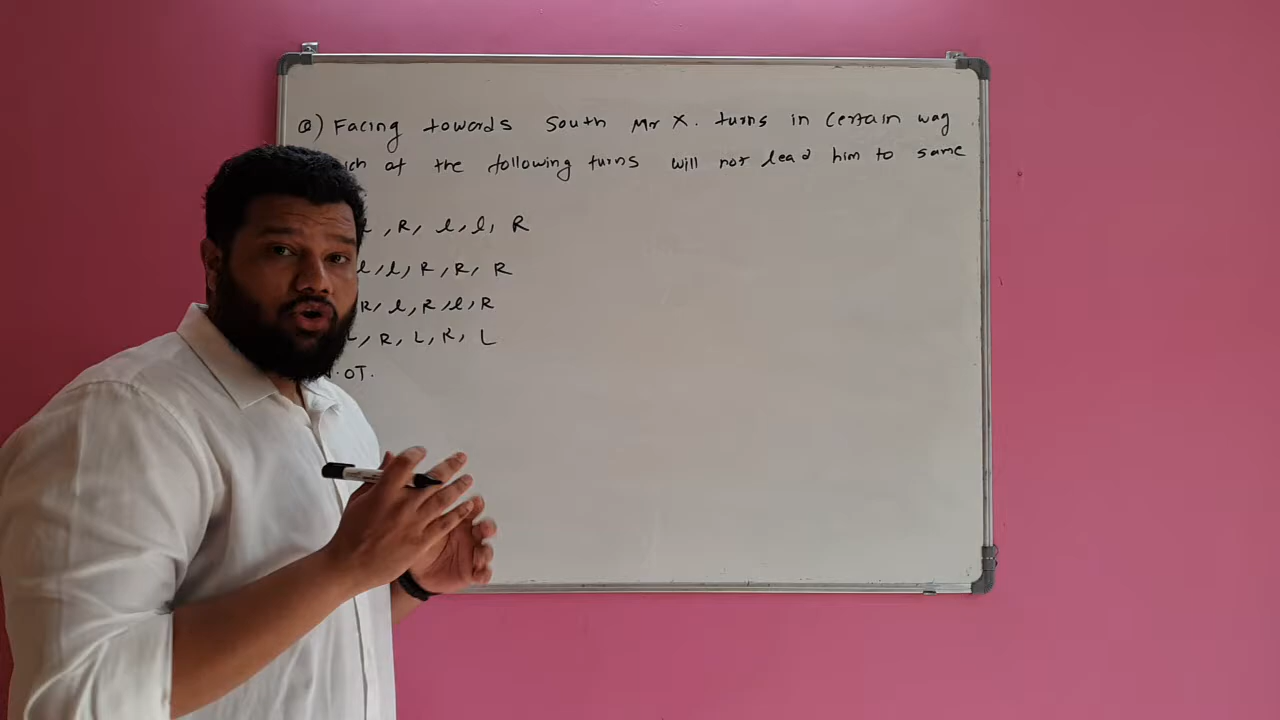 Q) Facing towards South Mr X. turns in certain way
of the following turns will not lead him to same
, R, l, l, R
l, l, R, R, R
R, l, R, l, R
, R, L, R, L
.OT.